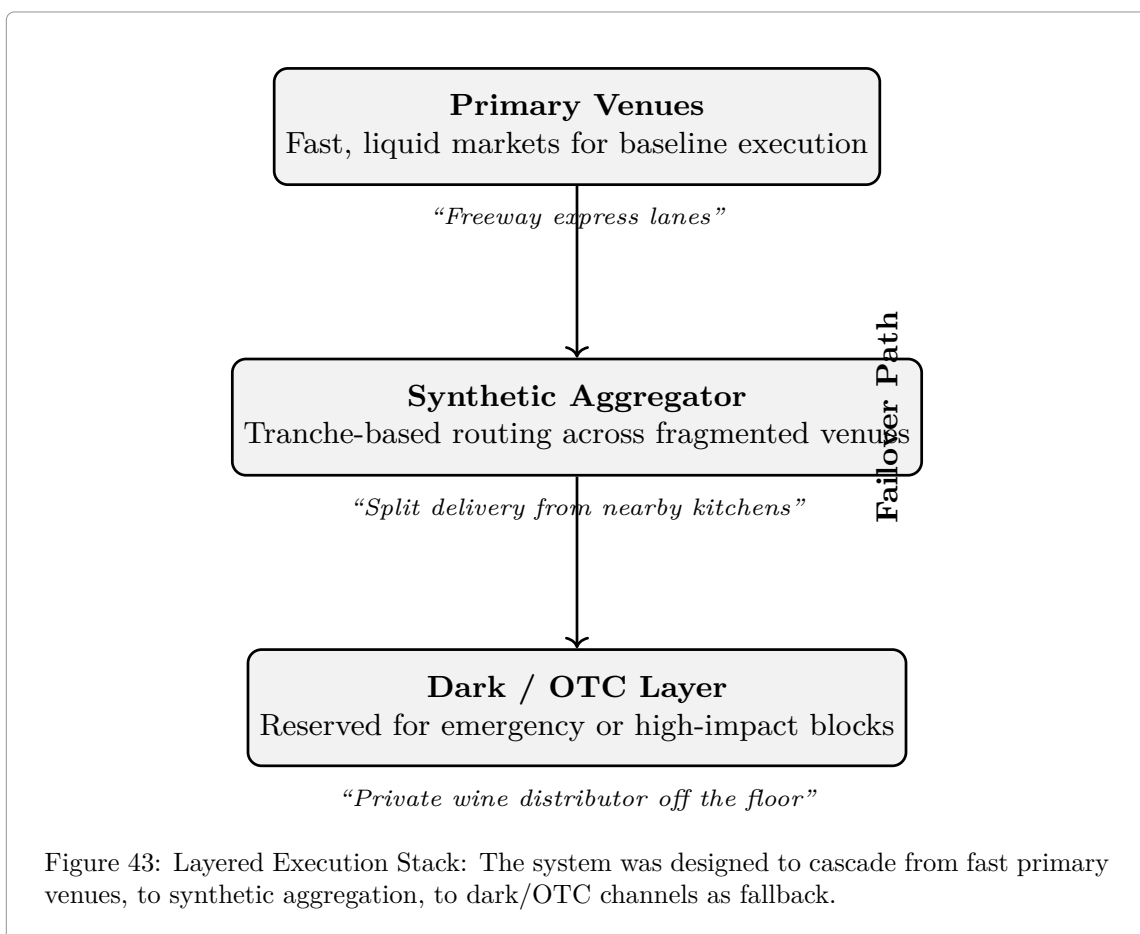 Primary Venues
Fast, liquid markets for baseline execution
“Freeway express lanes”
Failover Path
Synthetic Aggregator
Tranche-based routing across fragmented venues
“Split delivery from nearby kitchens”
Dark / OTC Layer
Reserved for emergency or high-impact blocks
“Private wine distributor off the floor”
Figure 43: Layered Execution Stack: The system was designed to cascade from fast primary
venues, to synthetic aggregation, to dark/OTC channels as fallback.